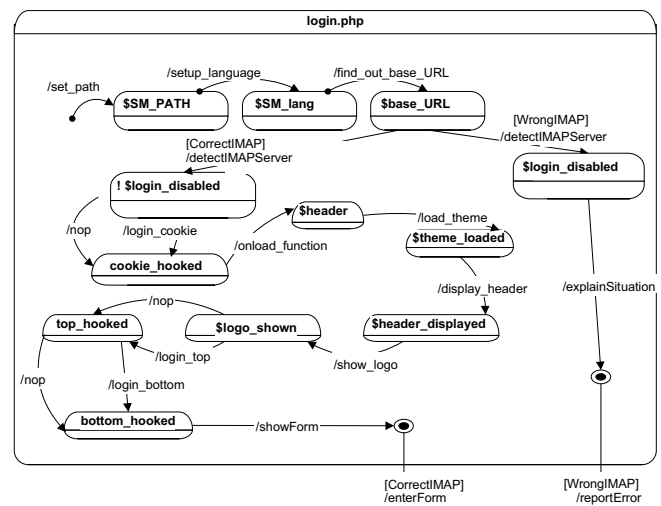 login.php
/setup_language
/find_out_base_URL
/set_path
$SM_PATH
$SM_lang
$base_URL
[WrongIMAP]
/detectIMAPServer
[CorrectIMAP]
/detectIMAPServer
$login_disabled
! $login_disabled
$header
/load_theme
/nop
/login_cookie
/onload_function
$theme_loaded
cookie_hooked
/display_header
/explainSituation
/nop
top_hooked
$logo_shown
$header_displayed
/login_top
/show_logo
/nop
/login_bottom
bottom_hooked
/showForm
[CorrectIMAP]
/enterForm
[WrongIMAP]
/reportError